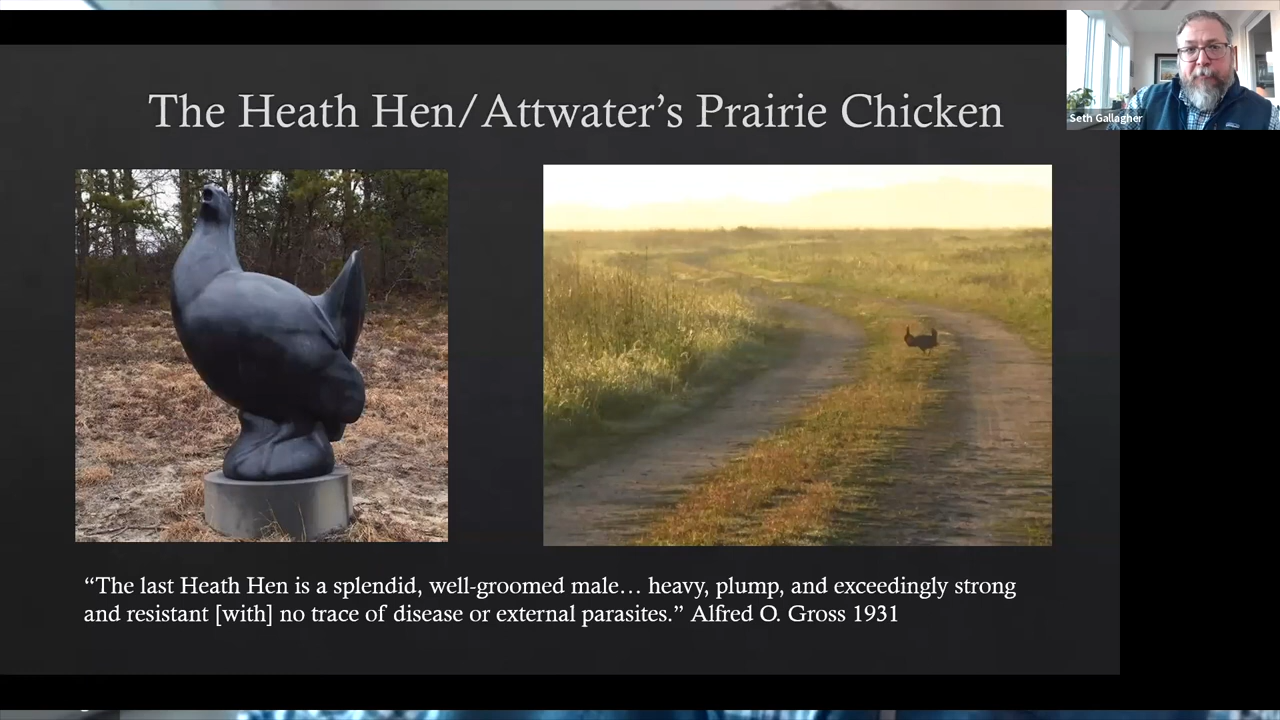 The Heath Hen/Attwater’s Prairie Chicken
Seth Gallagher
“The last Heath Hen is a splendid, well-groomed male… heavy, plump, and exceedingly strong
and resistant [with] no trace of disease or external parasites.” Alfred O. Gross 1931